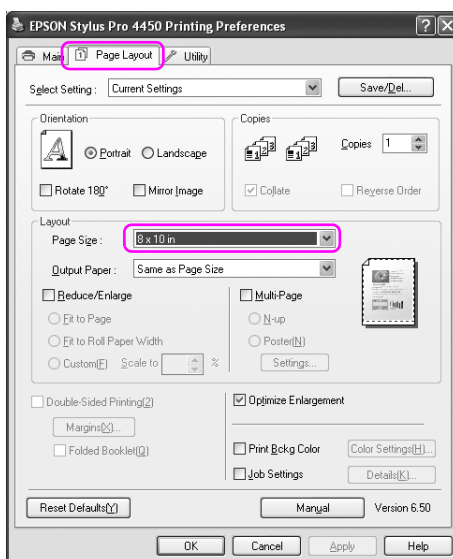 EPSON Stylus Pro 4450 Printing Preferences
Main Page Layout Utility
Select Setting : Current Settings Save/Del...
Orientation
Portrait Landscape
Rotate 180° Mirror Image
Copies
Copies 1
Collate Reverse Order
Layout
Page Size : 8 x 10 in
Output Paper : Same as Page Size
Reduce/Enlarge
Fit to Page
Fit to Roll Paper Width
Custom(F) Scale to %
Multi-Page
N-up
Poster(N)
Settings...
Double-Sided Printing(2)
Margins(X)...
Folded Booklet(Q)
Optimize Enlargement
Print Bckg Color Color Settings(H)...
Job Settings Details(K)...
Reset Defaults(Y) Manual Version 6.50
OK Cancel Apply Help